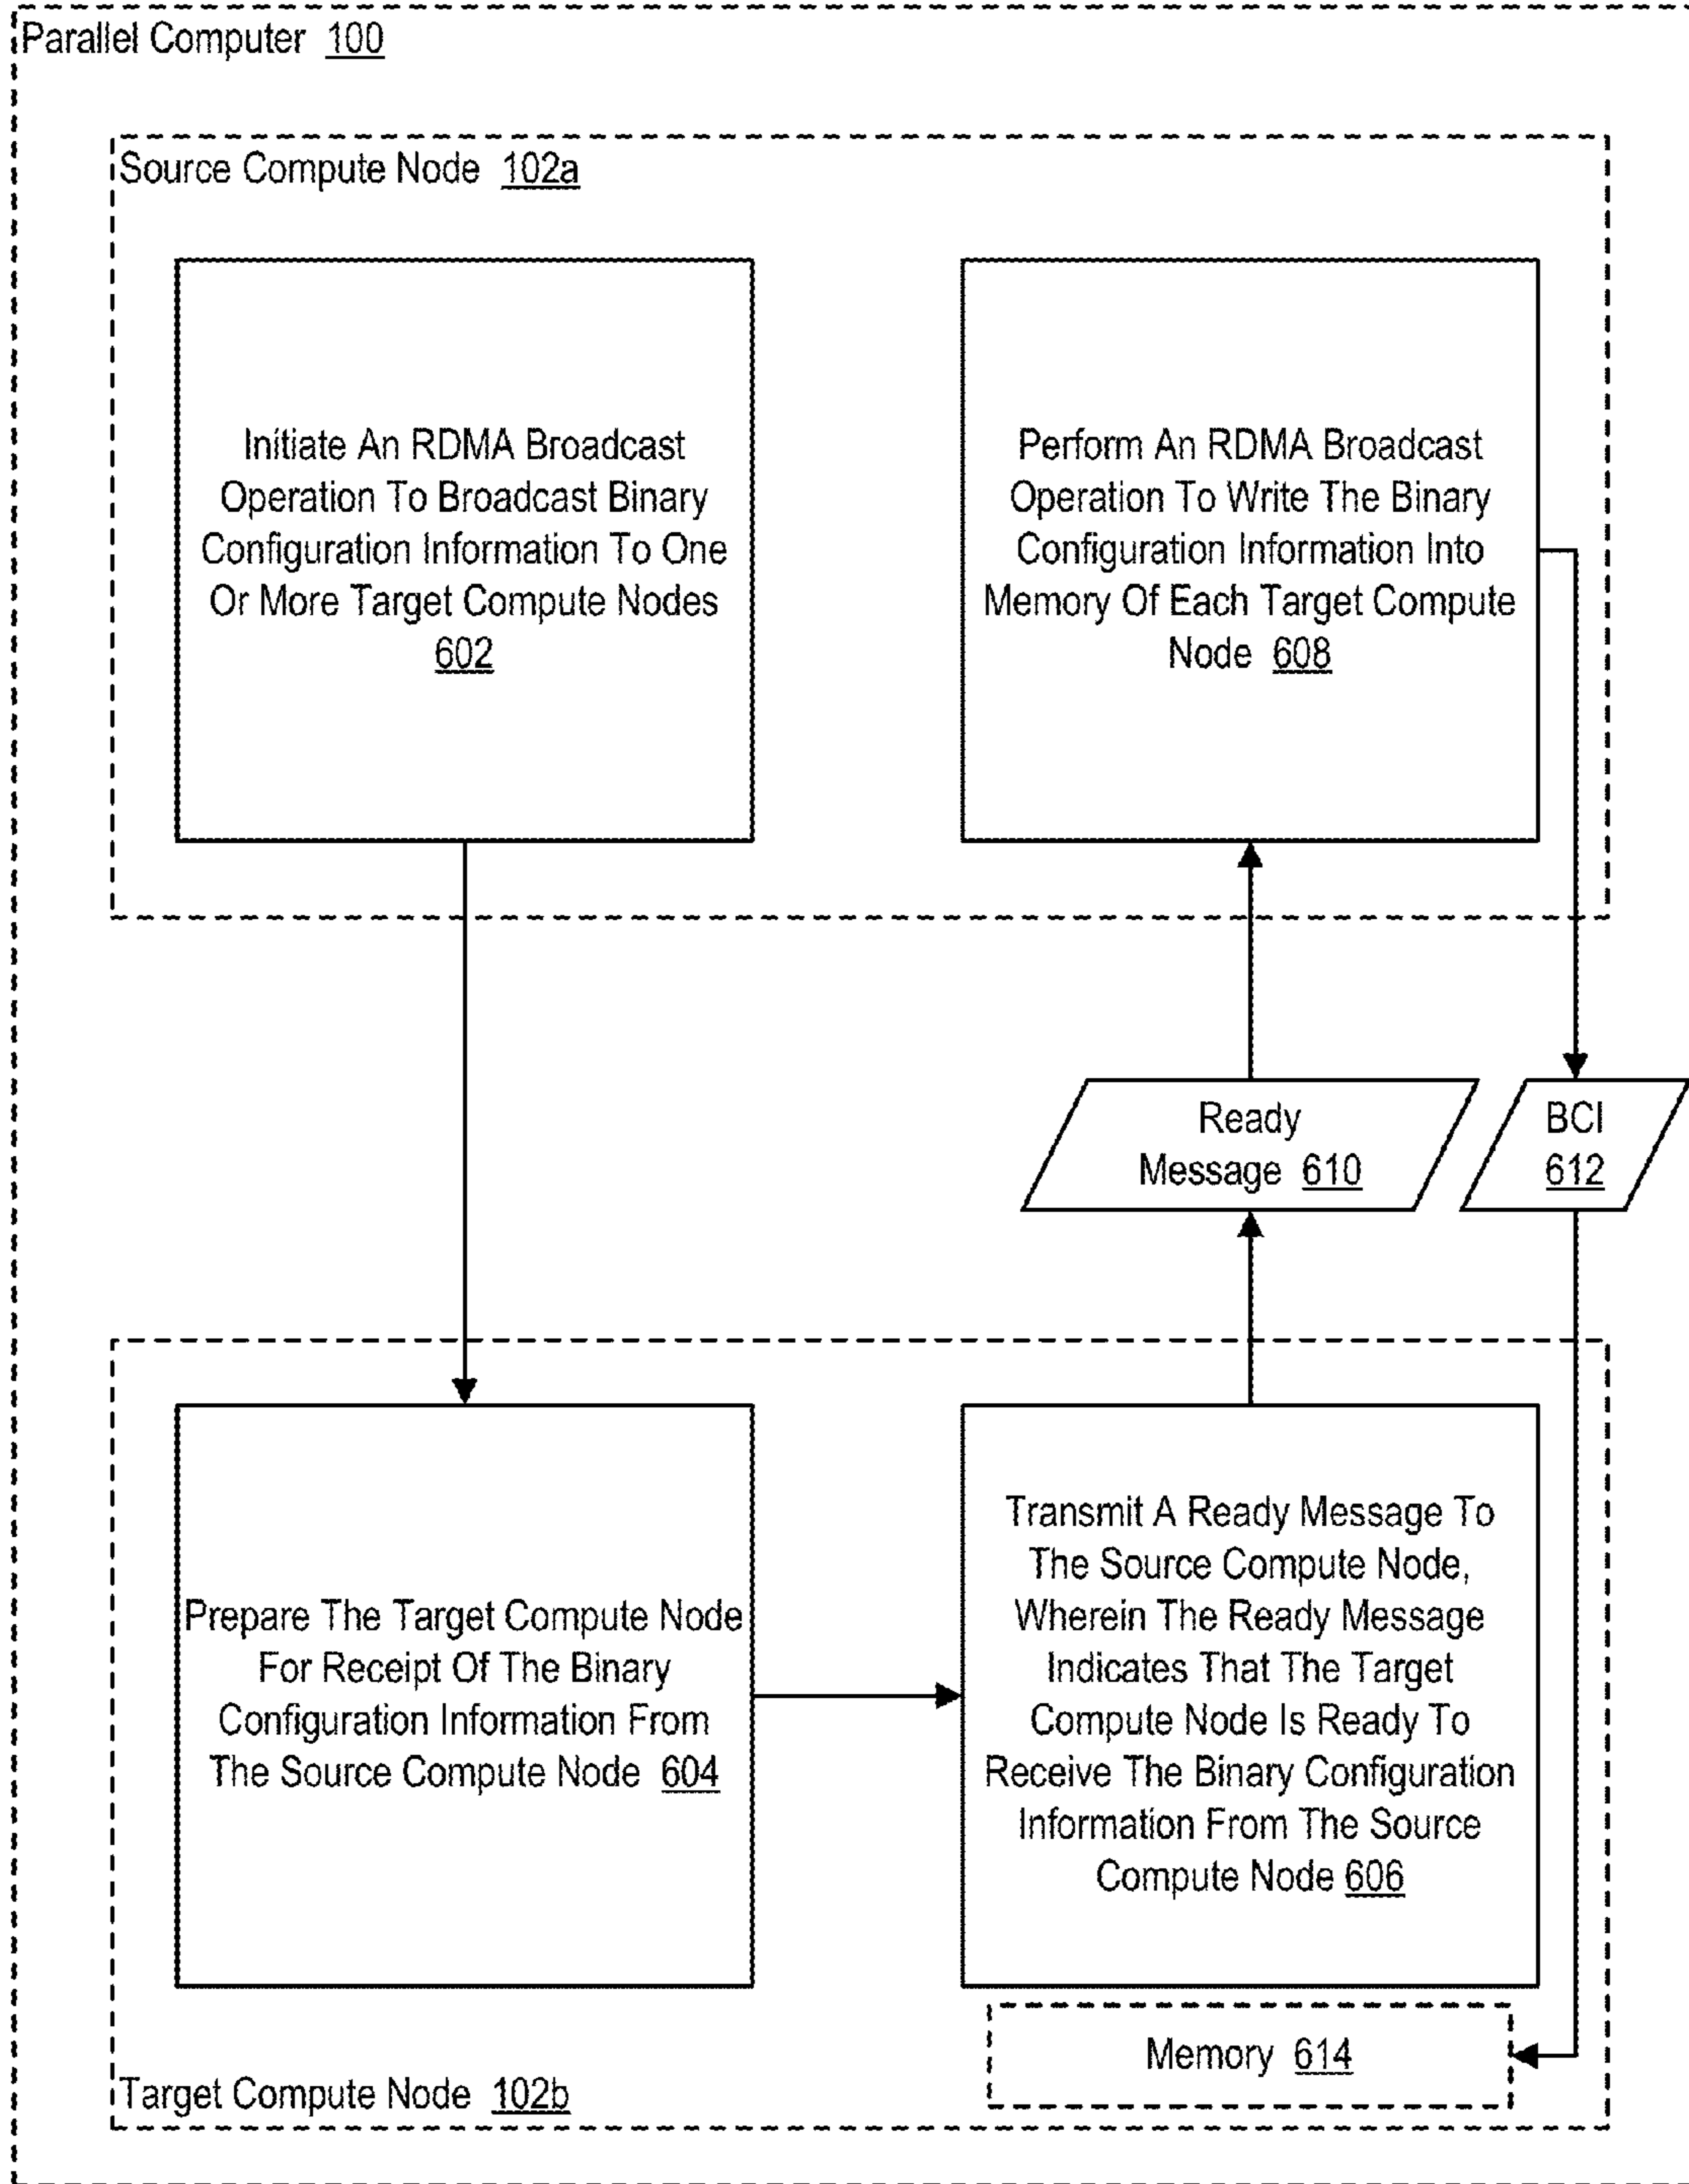 Parallel Computer 100
Source Compute Node 102a
Initiate An RDMA Broadcast
Operation To Broadcast Binary
Configuration Information To One
Or More Target Compute Nodes
602
Perform An RDMA Broadcast
Operation To Write The Binary
Configuration Information Into
Memory Of Each Target Compute
Node 608
Ready
Message 610
BCI
612
Prepare The Target Compute Node
For Receipt Of The Binary
Configuration Information From
The Source Compute Node 604
Transmit A Ready Message To
The Source Compute Node,
Wherein The Ready Message
Indicates That The Target
Compute Node Is Ready To
Receive The Binary Configuration
Information From The Source
Compute Node 606
Memory 614
Target Compute Node 102b